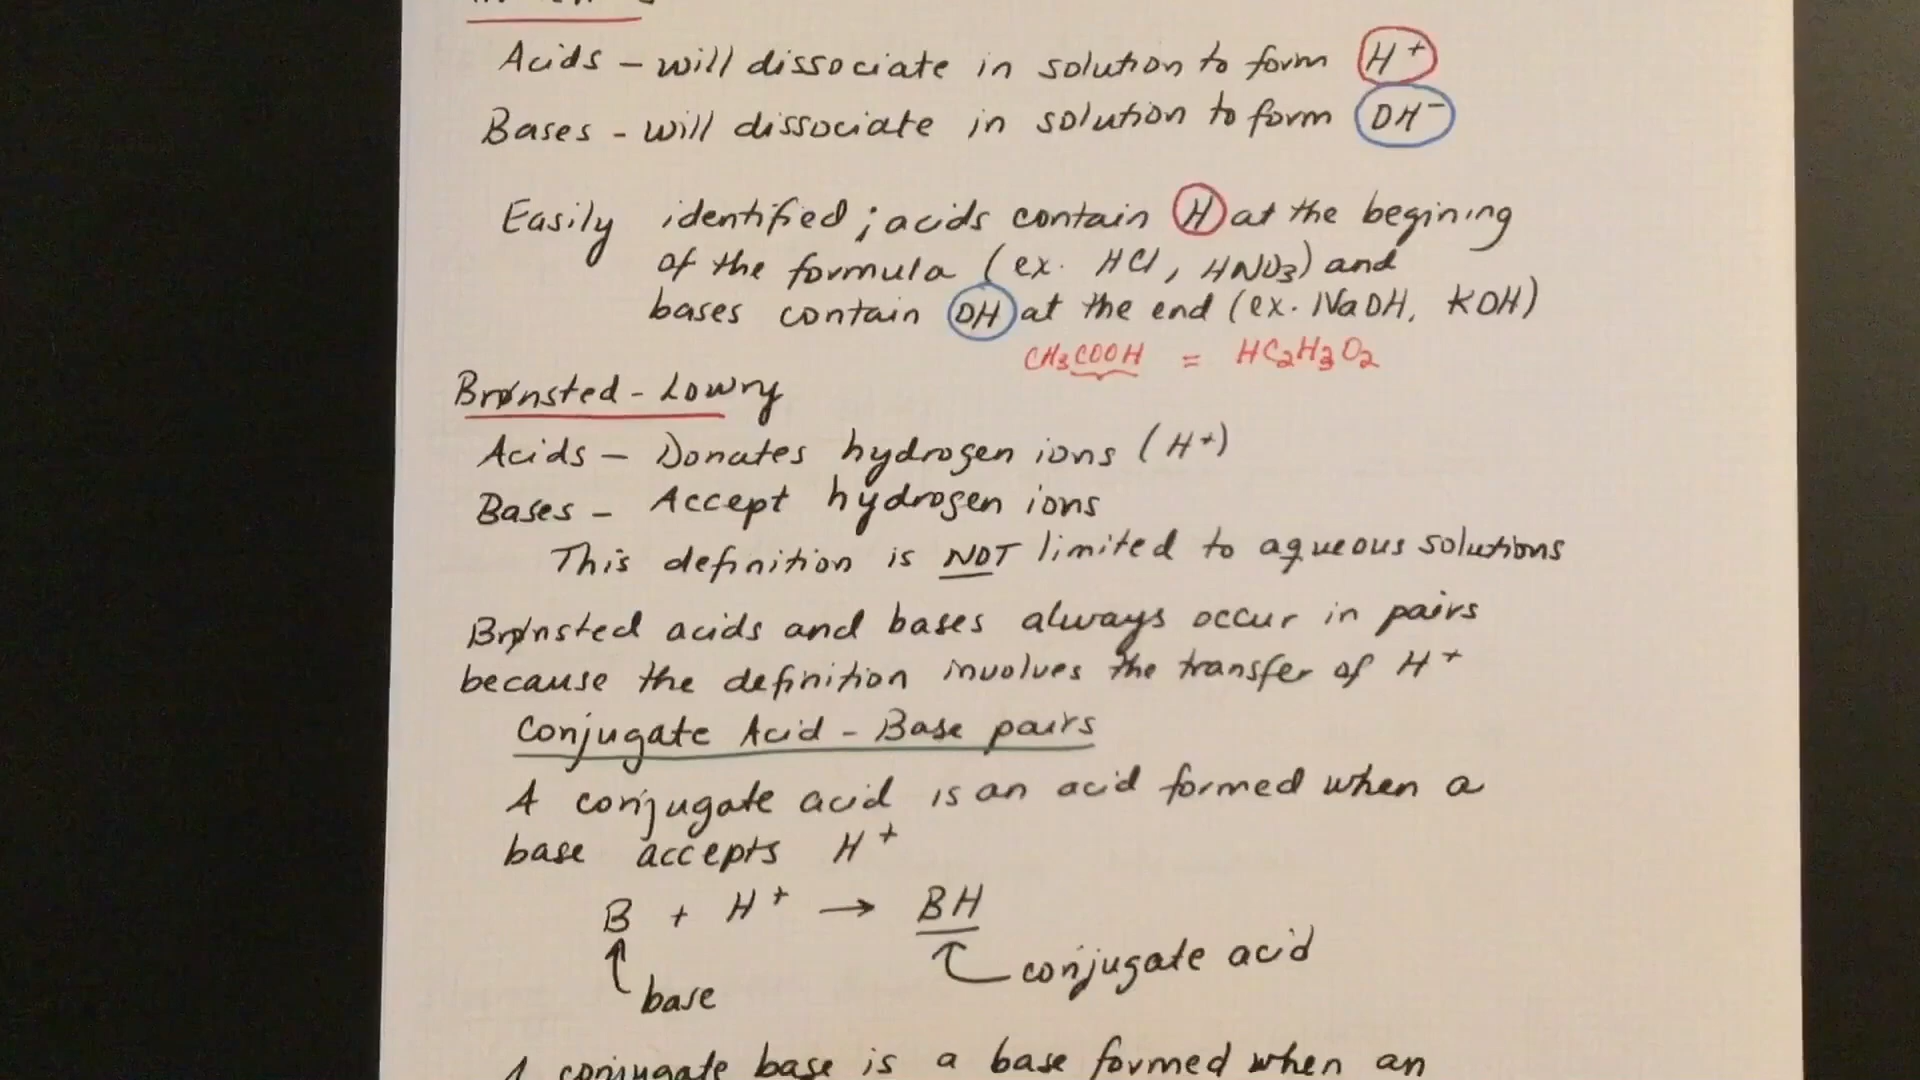 Acids - will dissociate in solution to form H+
Bases - will dissociate in solution to form OH-
Easily identified; acids contain H at the begining
of the formula (ex. HCl, HNO3) and
bases contain OH at the end (ex. NaOH, KOH)
CH3COOH = HC2H3O2
Brønsted - Lowry
Acids - Donates hydrogen ions (H+)
Bases - Accept hydrogen ions
This definition is NOT limited to aqueous solutions
Brønsted acids and bases always occur in pairs
because the definition involves the transfer of H+
Conjugate Acid - Base pairs
A conjugate acid is an acid formed when a
base accepts H+
B + H+ → BH
base
conjugate acid
A conjugate base is a base formed when an